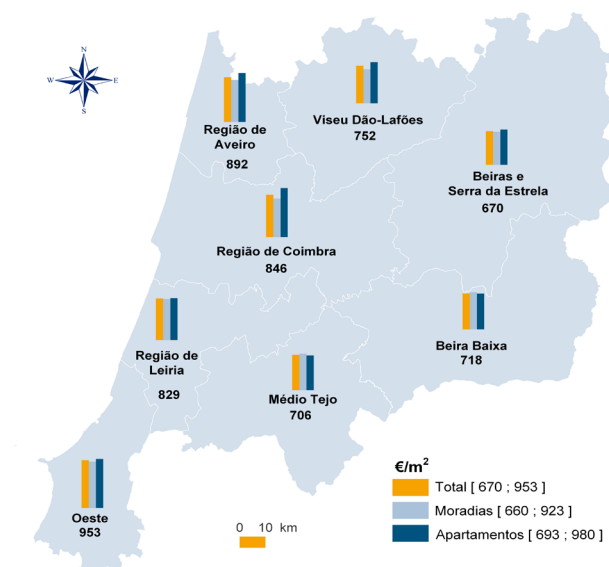 N
W E
S
Região de
Aveiro
892
Viseu Dão-Lafões
752
Beiras e
Serra da Estrela
670
Região de Coimbra
846
Beira Baixa
718
Região de
Leiria
829
Médio Tejo
706
Oeste
953
0 10 km
€/m²
Total [ 670 ; 953 ]
Moradias [ 660 ; 923 ]
Apartamentos [ 693 ; 980 ]